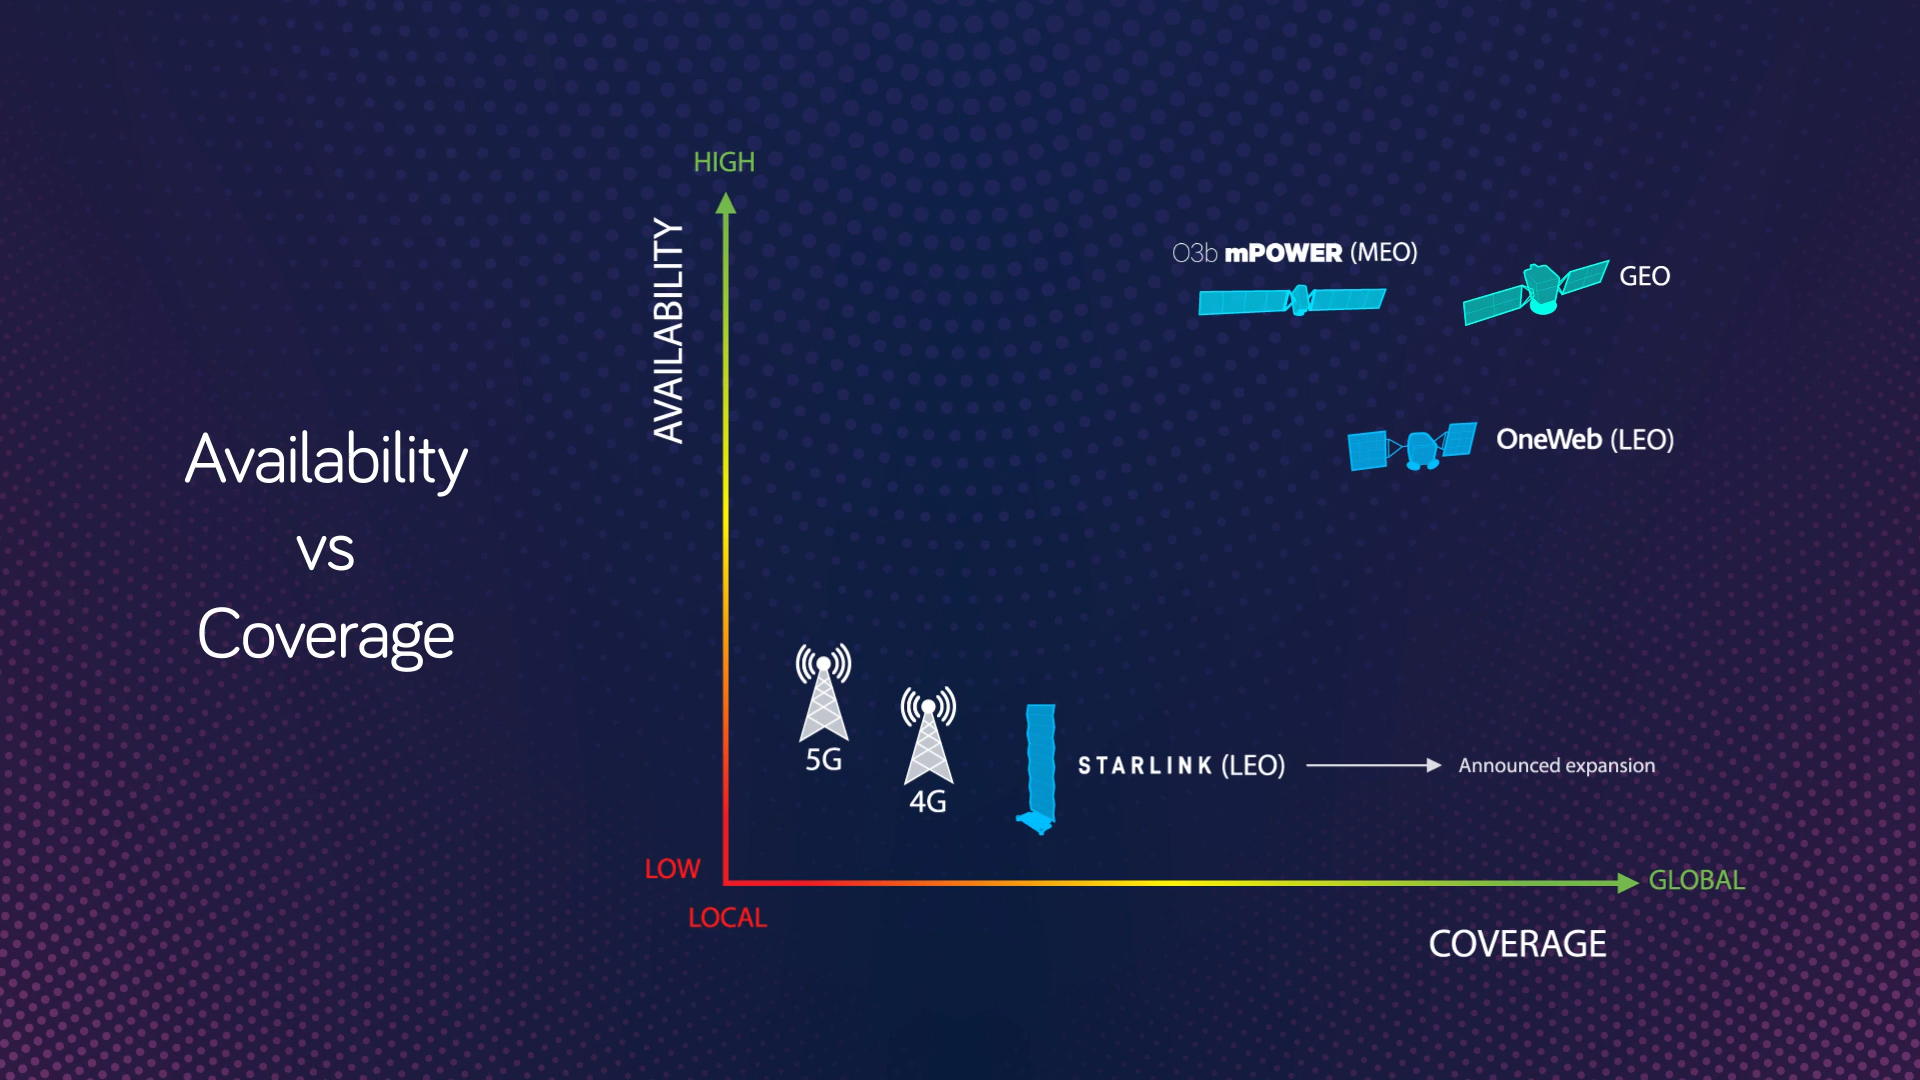 Availability
vs
Coverage
HIGH
AVAILABILITY
O3b mPOWER (MEO)
GEO
OneWeb (LEO)
5G
4G
STARLINK (LEO)
Announced expansion
LOW
LOCAL
GLOBAL
COVERAGE